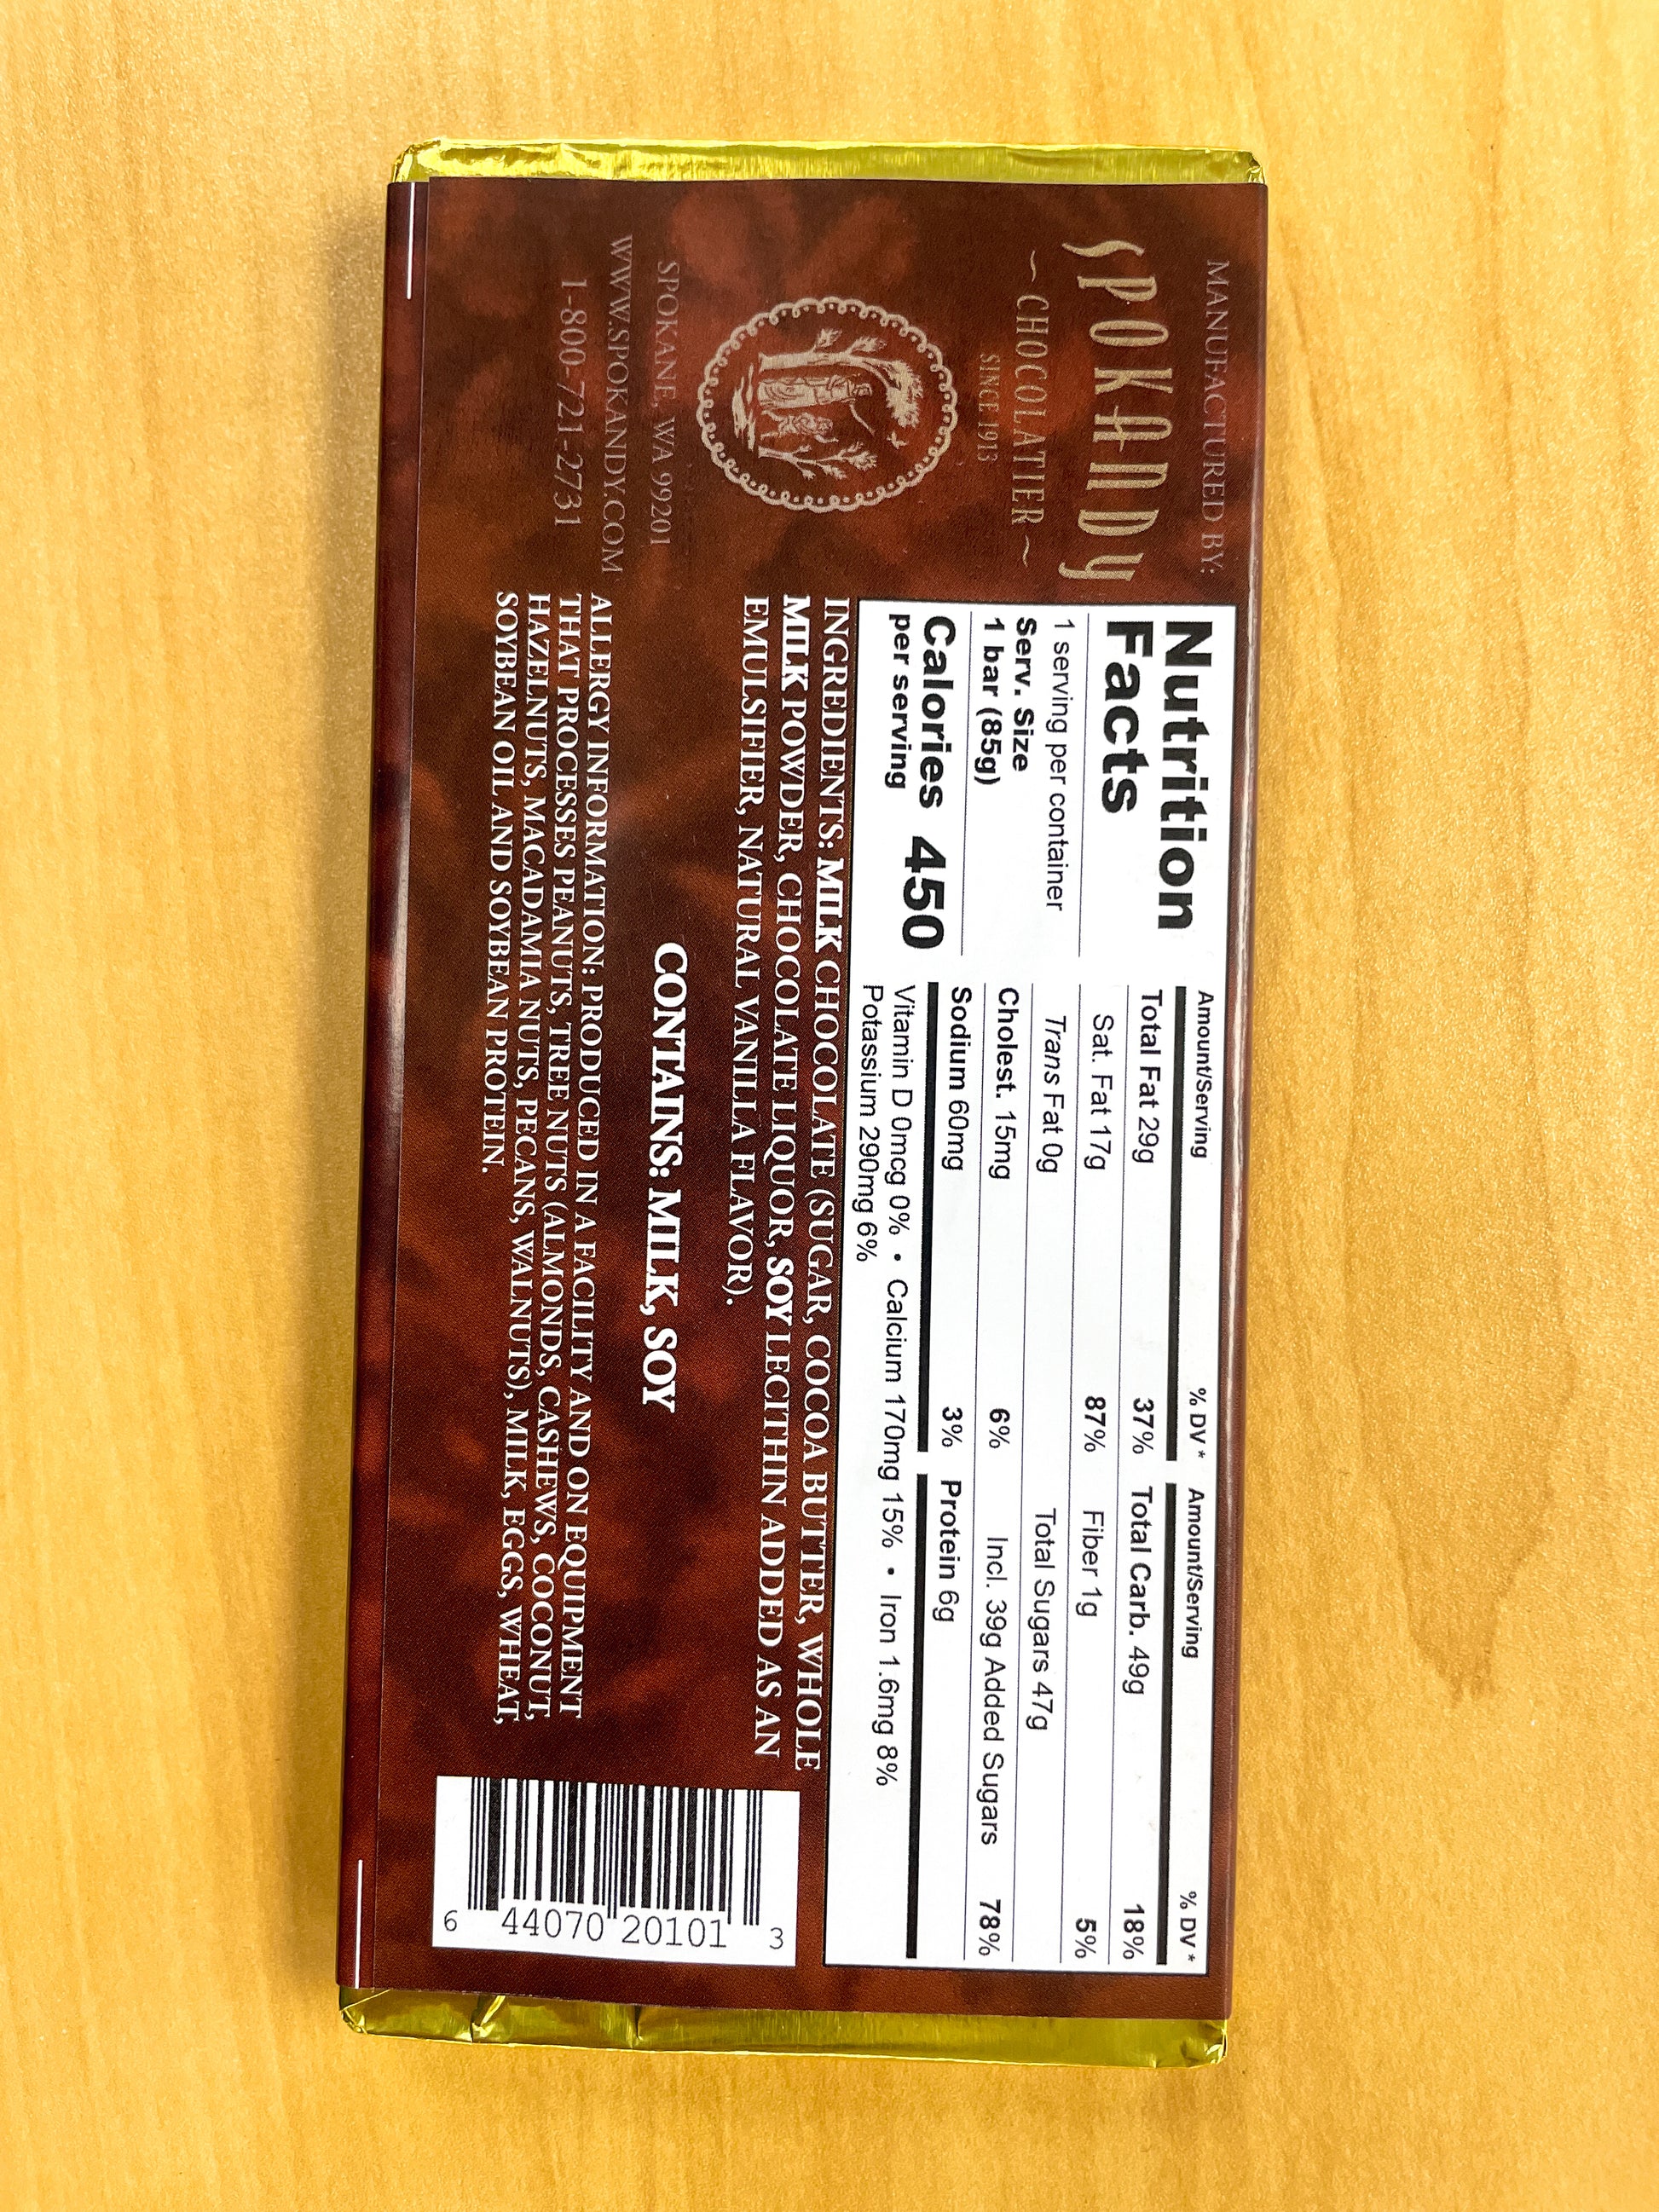 MANUFACTURED BY:
SPOKANDY
~ CHOCOLATIER ~
SINCE 1913
SPOKANE, WA 99201
WWW.SPOKANDY.COM
1-800-721-2731
Nutrition
Facts
1 serving per container
Serv. Size
1 bar (85g)
Calories 450
per serving
Amount/Serving % DV*
Total Fat 29g 37%
Sat. Fat 17g 87%
Trans Fat 0g
Cholest. 15mg 6%
Sodium 60mg 3%
Amount/Serving % DV*
Total Carb. 49g 18%
Fiber 1g 5%
Total Sugars 47g
Incl. 39g Added Sugars 78%
Protein 6g
Vitamin D 0mcg 0% • Calcium 170mg 15% • Iron 1.6mg 8%
Potassium 290mg 6%
INGREDIENTS: MILK CHOCOLATE (SUGAR, COCOA BUTTER, WHOLE
MILK POWDER, CHOCOLATE LIQUOR, SOY LECITHIN ADDED AS AN
EMULSIFIER, NATURAL VANILLA FLAVOR).
CONTAINS: MILK, SOY
ALLERGY INFORMATION: PRODUCED IN A FACILITY AND ON EQUIPMENT
THAT PROCESSES PEANUTS, TREE NUTS (ALMONDS, CASHEWS, COCONUT,
HAZELNUTS, MACADAMIA NUTS, PECANS, WALNUTS), MILK, EGGS, WHEAT,
SOYBEAN OIL AND SOYBEAN PROTEIN.
6 44070 20101 3